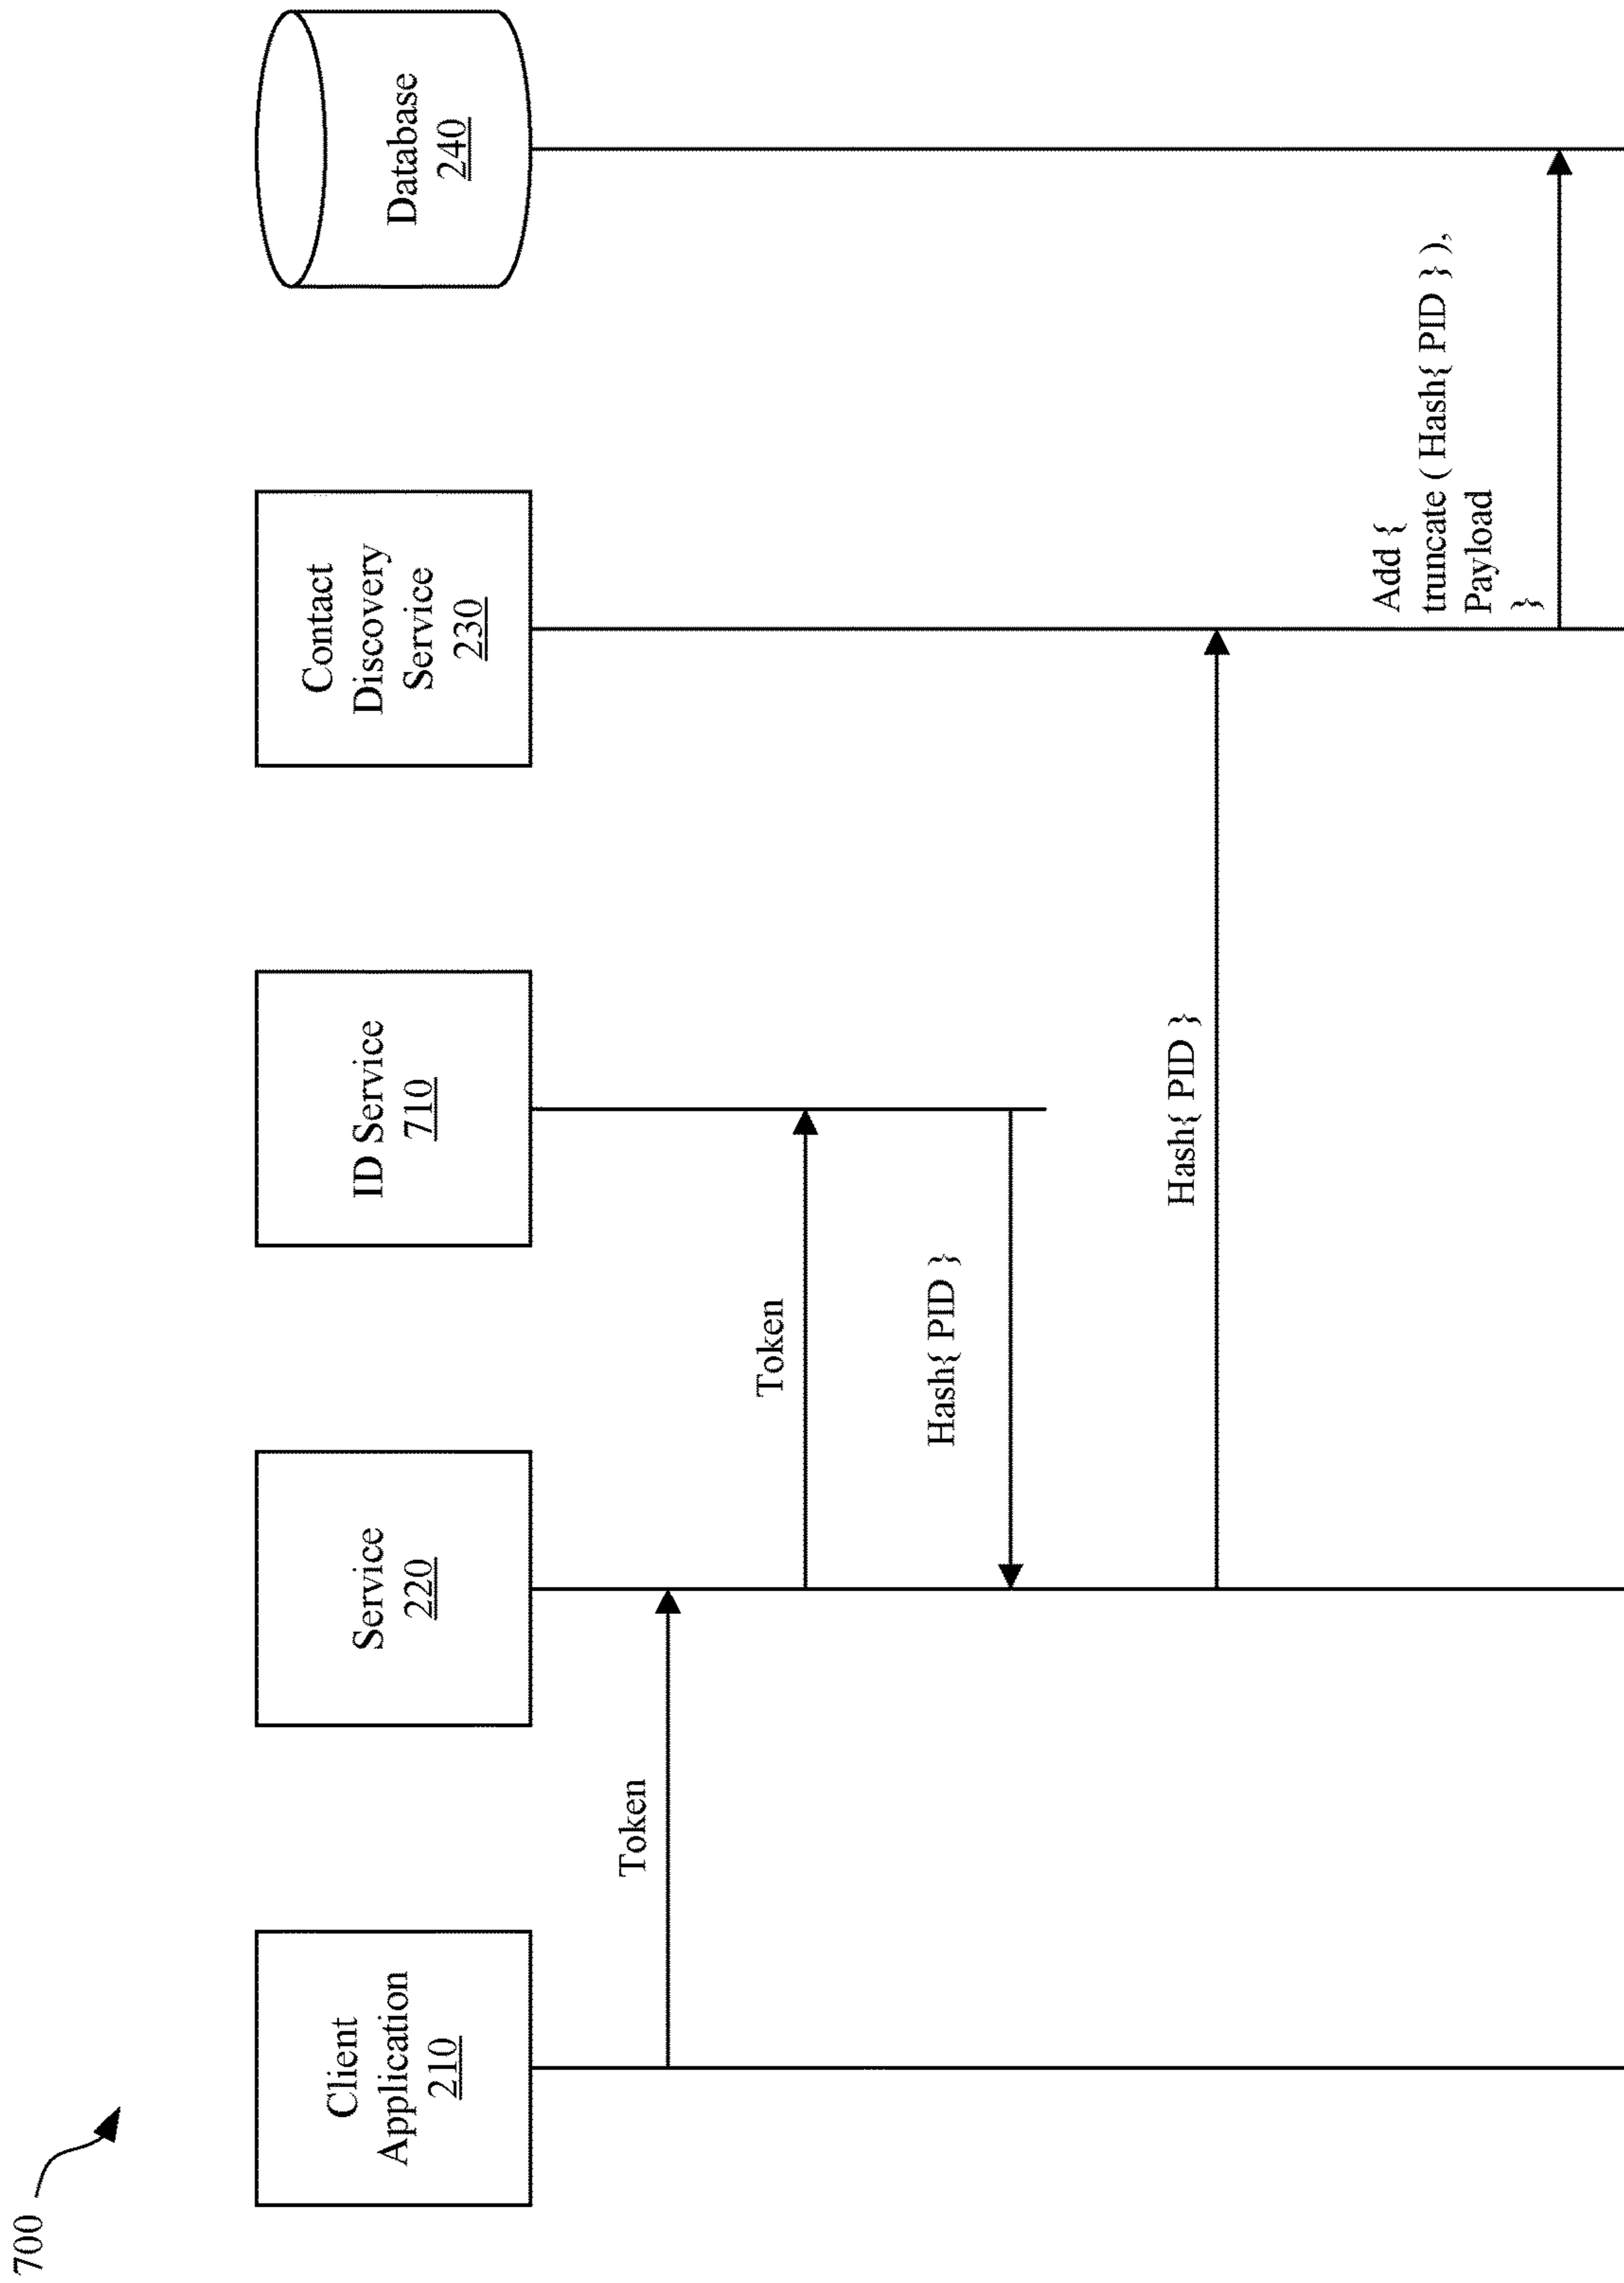 700
Client
Application
210
Service
220
ID Service
710
Contact
Discovery
Service
230
Database
240
Token
Token
Hash{ PID }
Hash{ PID }
Add {
truncate ( Hash{ PID } ),
Payload
}